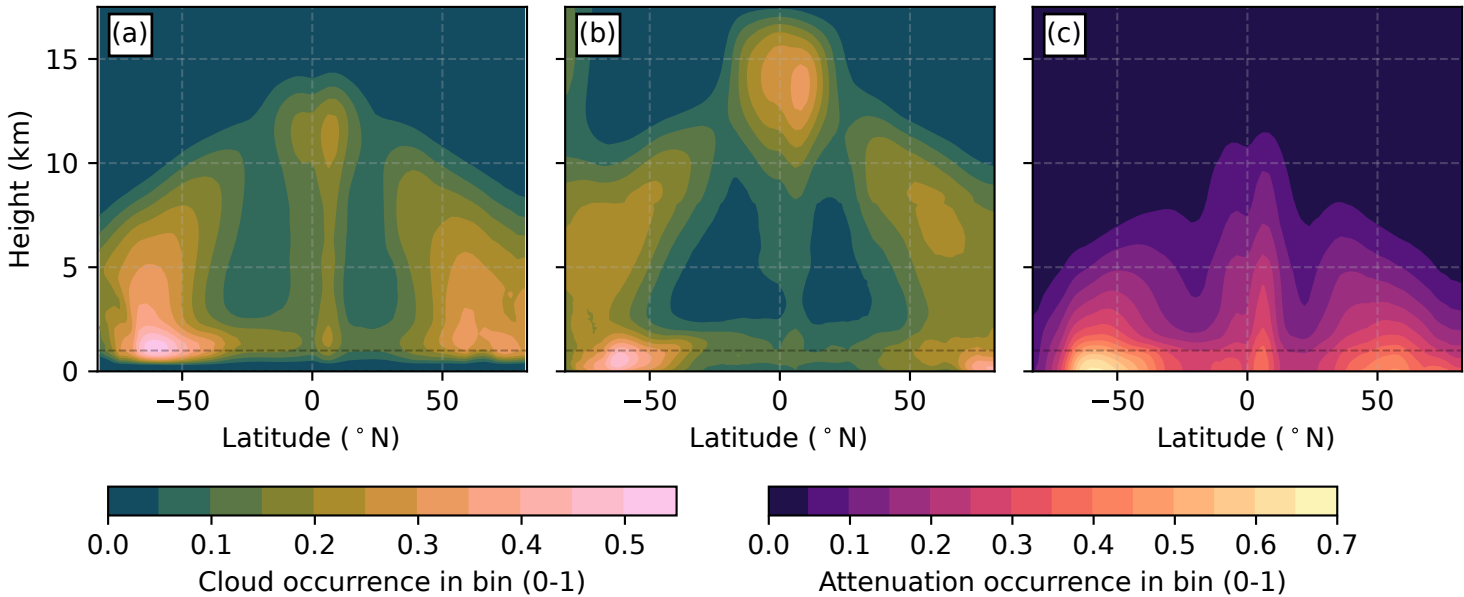 (a)
(b)
(c)
Height (km)
15
10
5
0
−50 0 50
−50 0 50
−50 0 50
Latitude (°N)
Latitude (°N)
Latitude (°N)
0.0 0.1 0.2 0.3 0.4 0.5
Cloud occurrence in bin (0-1)
0.0 0.1 0.2 0.3 0.4 0.5 0.6 0.7
Attenuation occurrence in bin (0-1)